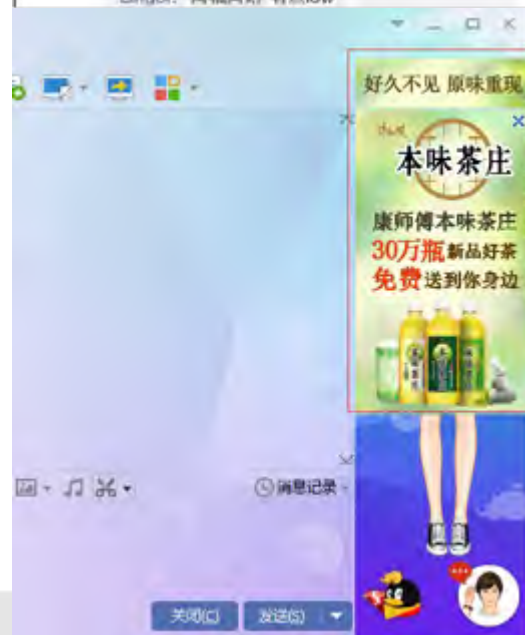 好久不见 原味重现
本味茶庄
康师傅本味茶庄
30万瓶新品好茶
免费送到你身边
消息记录
关闭(C)
发送(S)